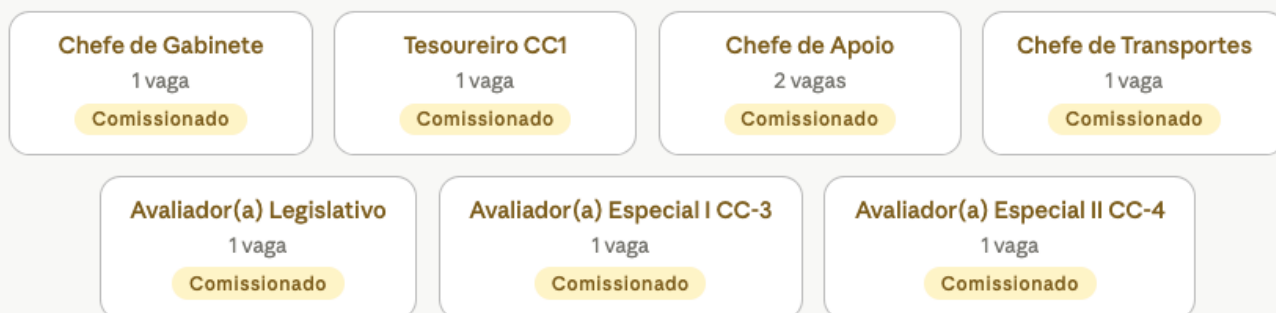 Chefe de Gabinete
1 vaga
Comissionado
Tesoureiro CC1
1 vaga
Comissionado
Chefe de Apoio
2 vagas
Comissionado
Chefe de Transportes
1 vaga
Comissionado
Avaliador(a) Legislativo
1 vaga
Comissionado
Avaliador(a) Especial I CC-3
1 vaga
Comissionado
Avaliador(a) Especial II CC-4
1 vaga
Comissionado